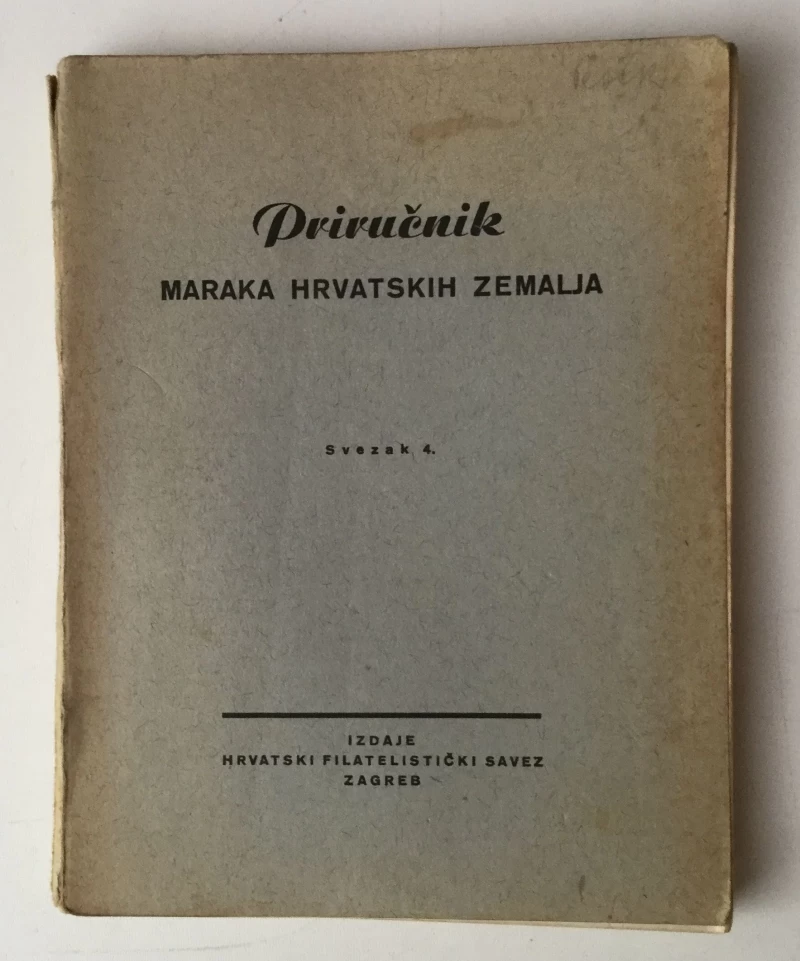 Priručnik
MARAKA HRVATSKIH ZEMALJA
Svezak 4.
IZDAJE
HRVATSKI FILATELISTIČKI SAVEZ
ZAGREB